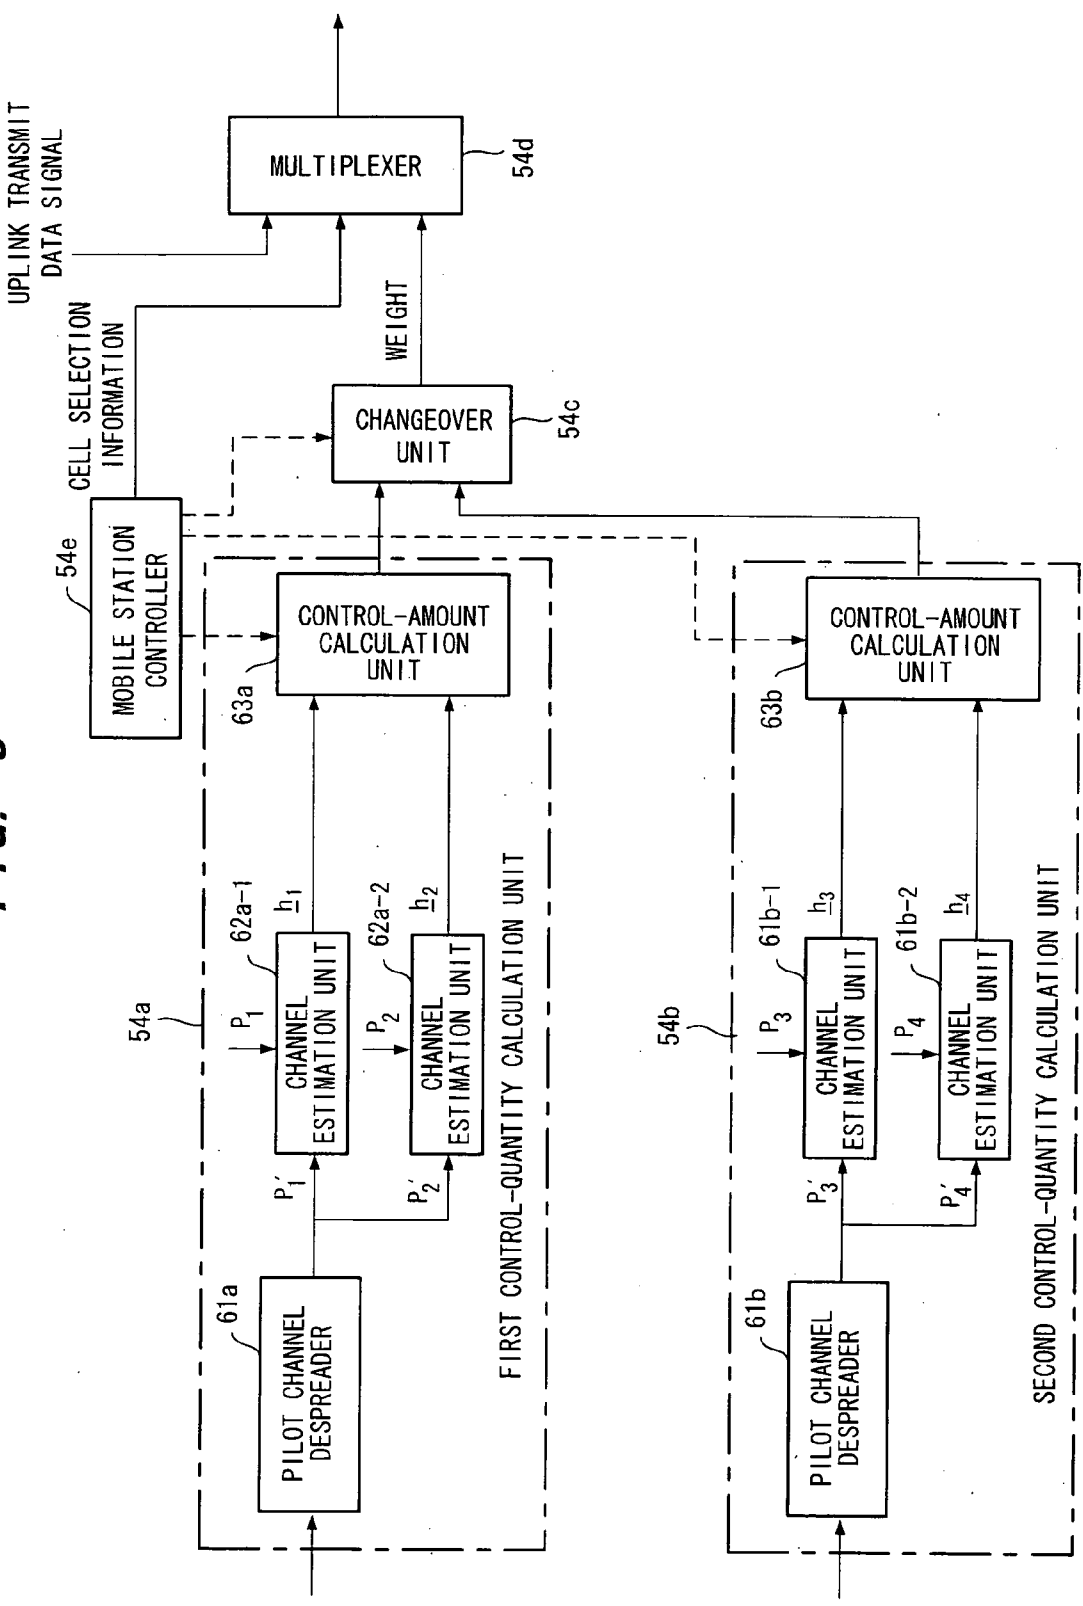 UPLINK TRANSMIT
DATA SIGNAL
CELL SELECTION
INFORMATION
54e
MOBILE STATION
CONTROLLER
MULTIPLEXER
54d
WEIGHT
CHANGEOVER
UNIT
54c
54a
61a
PILOT CHANNEL
DESPREADER
P1'
P2'
P1
62a-1
CHANNEL
ESTIMATION UNIT
h1
P2
62a-2
CHANNEL
ESTIMATION UNIT
h2
63a
CONTROL-AMOUNT
CALCULATION
UNIT
FIRST CONTROL-QUANTITY CALCULATION UNIT
54b
61b
PILOT CHANNEL
DESPREADER
P3'
P4'
P3
61b-1
CHANNEL
ESTIMATION UNIT
h3
P4
61b-2
CHANNEL
ESTIMATION UNIT
h4
63b
CONTROL-AMOUNT
CALCULATION
UNIT
SECOND CONTROL-QUANTITY CALCULATION UNIT